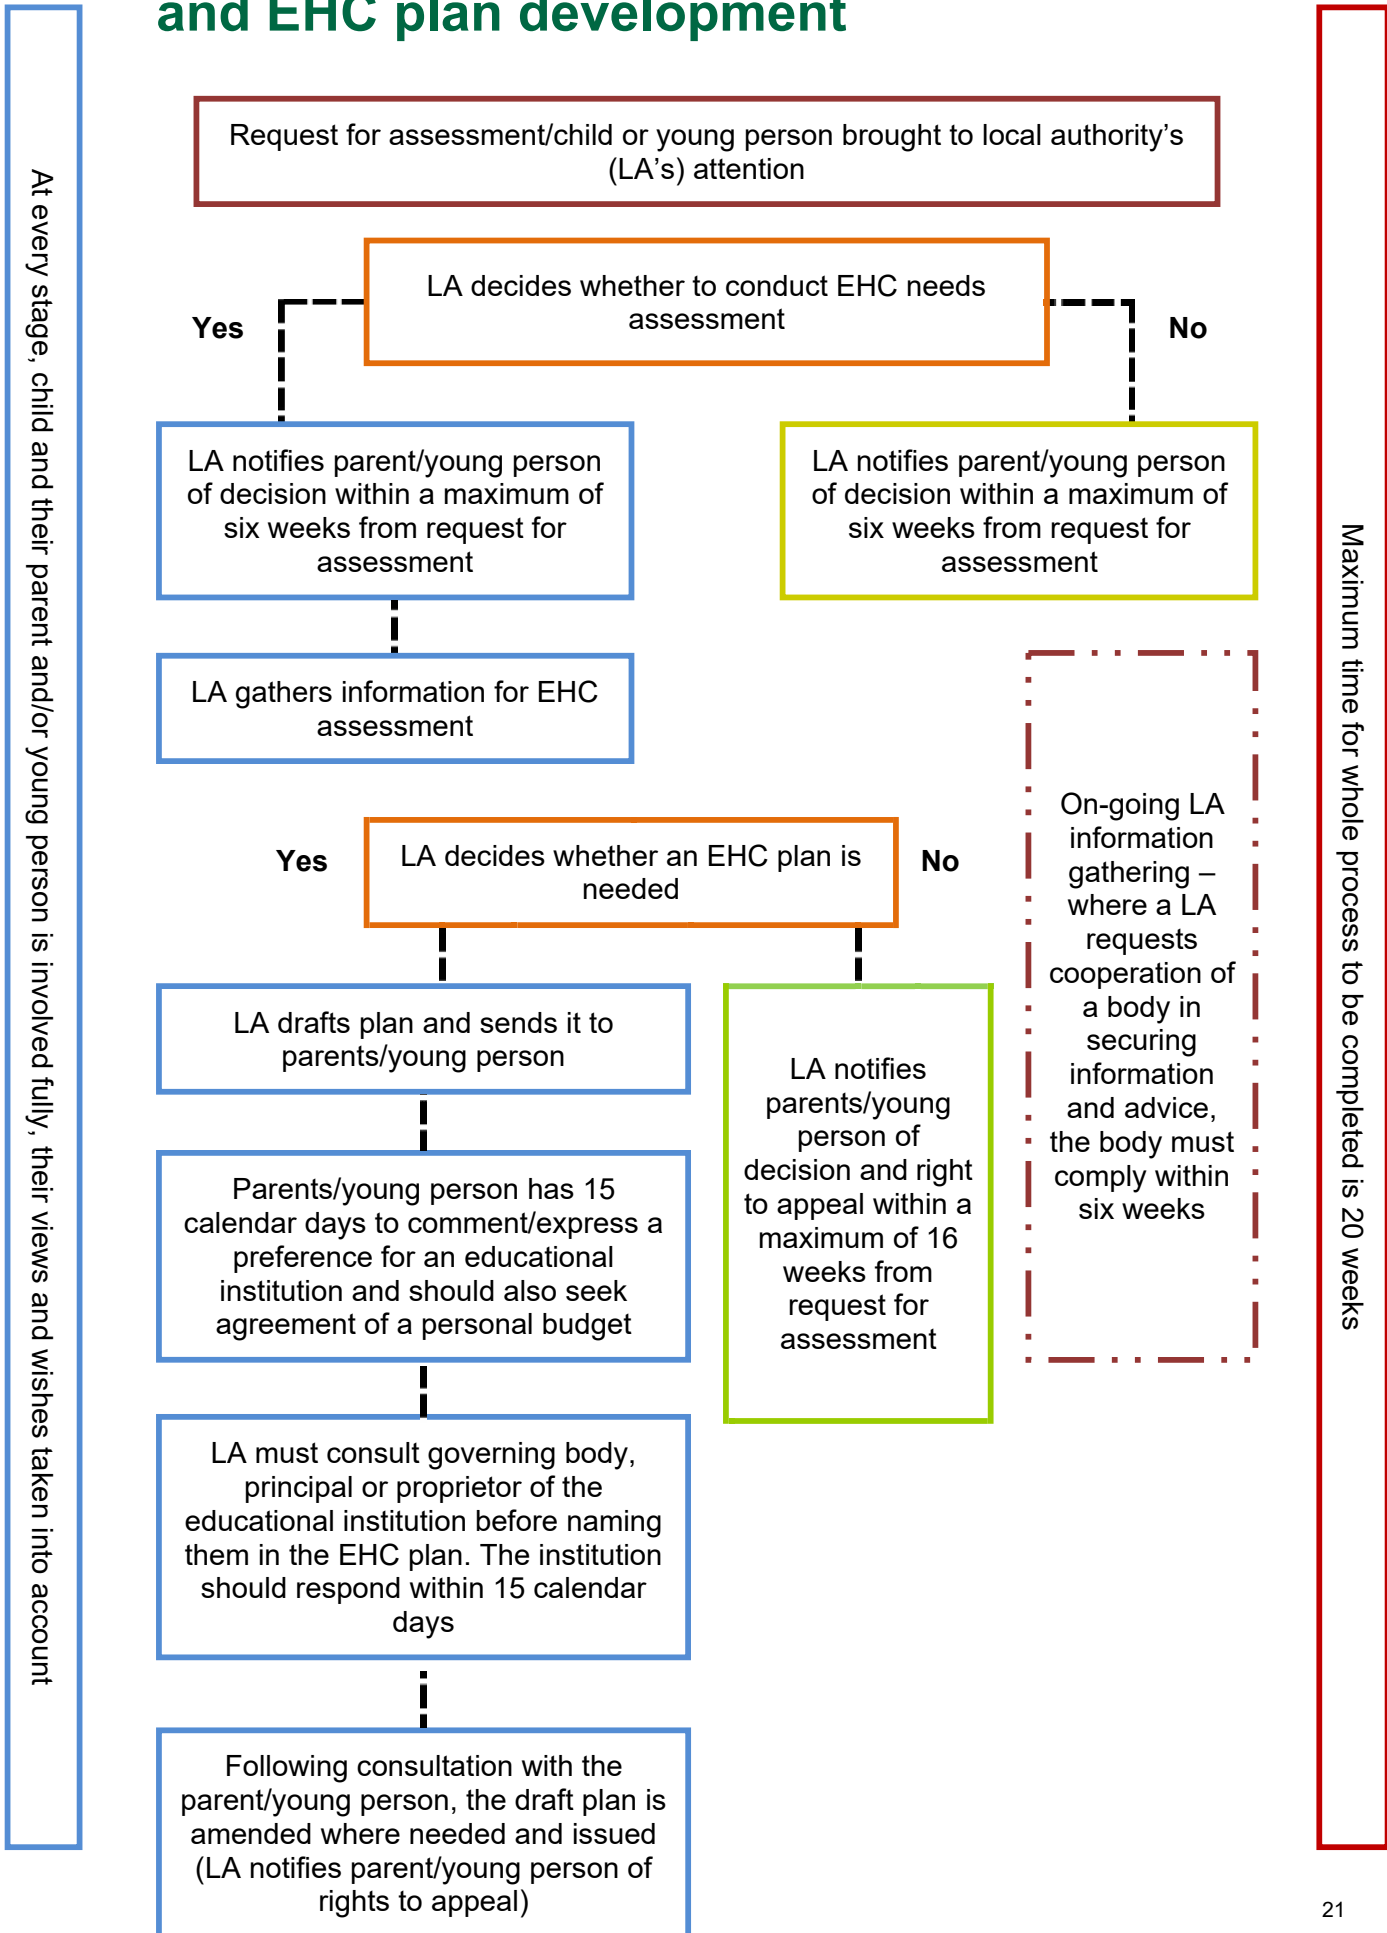 and EHC plan development
Request for assessment/child or young person brought to local authority’s
(LA’s) attention
LA decides whether to conduct EHC needs
assessment
Yes
No
LA notifies parent/young person
of decision within a maximum of
six weeks from request for
assessment
LA notifies parent/young person
of decision within a maximum of
six weeks from request for
assessment
LA gathers information for EHC
assessment
Yes
LA decides whether an EHC plan is
needed
No
LA drafts plan and sends it to
parents/young person
Parents/young person has 15
calendar days to comment/express a
preference for an educational
institution and should also seek
agreement of a personal budget
LA must consult governing body,
principal or proprietor of the
educational institution before naming
them in the EHC plan. The institution
should respond within 15 calendar
days
Following consultation with the
parent/young person, the draft plan is
amended where needed and issued
(LA notifies parent/young person of
rights to appeal)
LA notifies
parents/young
person of
decision and right
to appeal within a
maximum of 16
weeks from
request for
assessment
On-going LA
information
gathering –
where a LA
requests
cooperation of
a body in
securing
information
and advice,
the body must
comply within
six weeks
At every stage, child and their parent and/or young person is involved fully, their views and wishes taken into account
Maximum time for whole process to be completed is 20 weeks
21